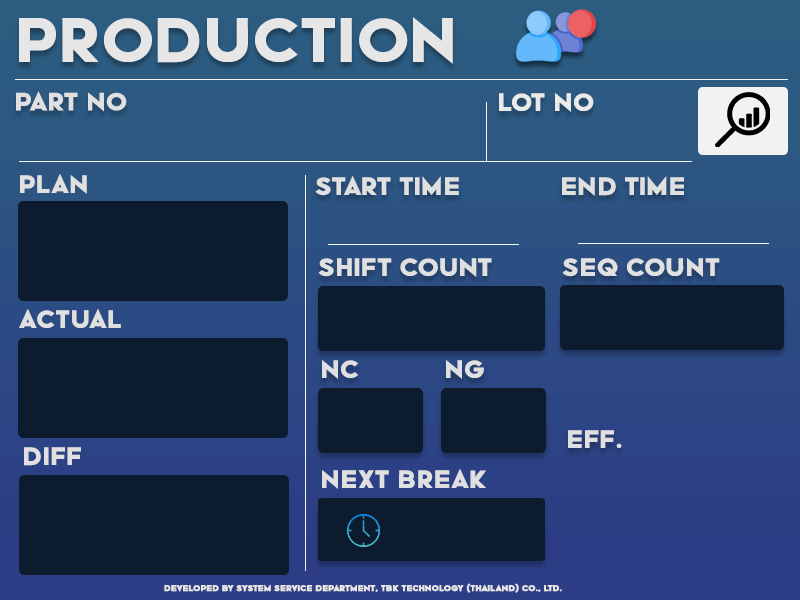 PRODUCTION
PART NO
LOT NO
PLAN
START TIME
END TIME
SHIFT COUNT
SEQ COUNT
ACTUAL
NC
NG
EFF.
DIFF
NEXT BREAK
DEVELOPED BY SYSTEM SERVICE DEPARTMENT, TBK TECHNOLOGY (THAILAND) CO., LTD.